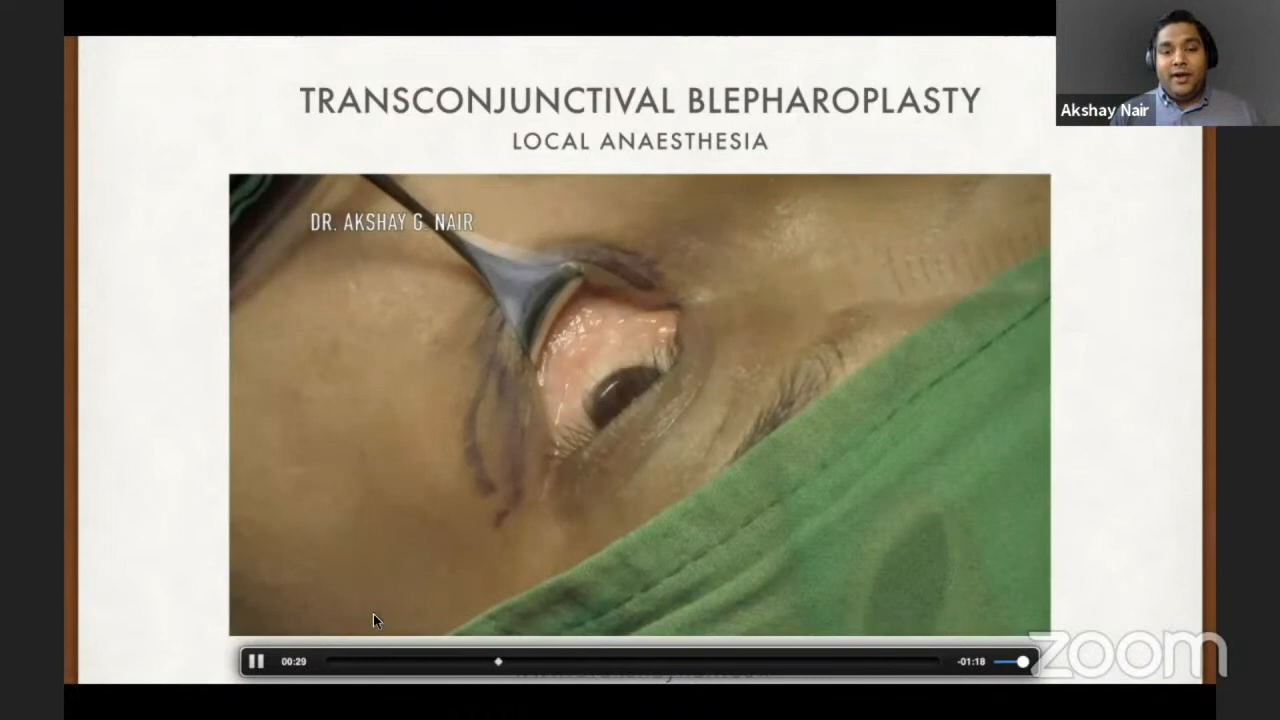 TRANSCONJUNCTIVAL BLEPHAROPLASTY
LOCAL ANAESTHESIA
Akshay Nair
DR. AKSHAY G. NAIR
00:29
-01:18
zoom